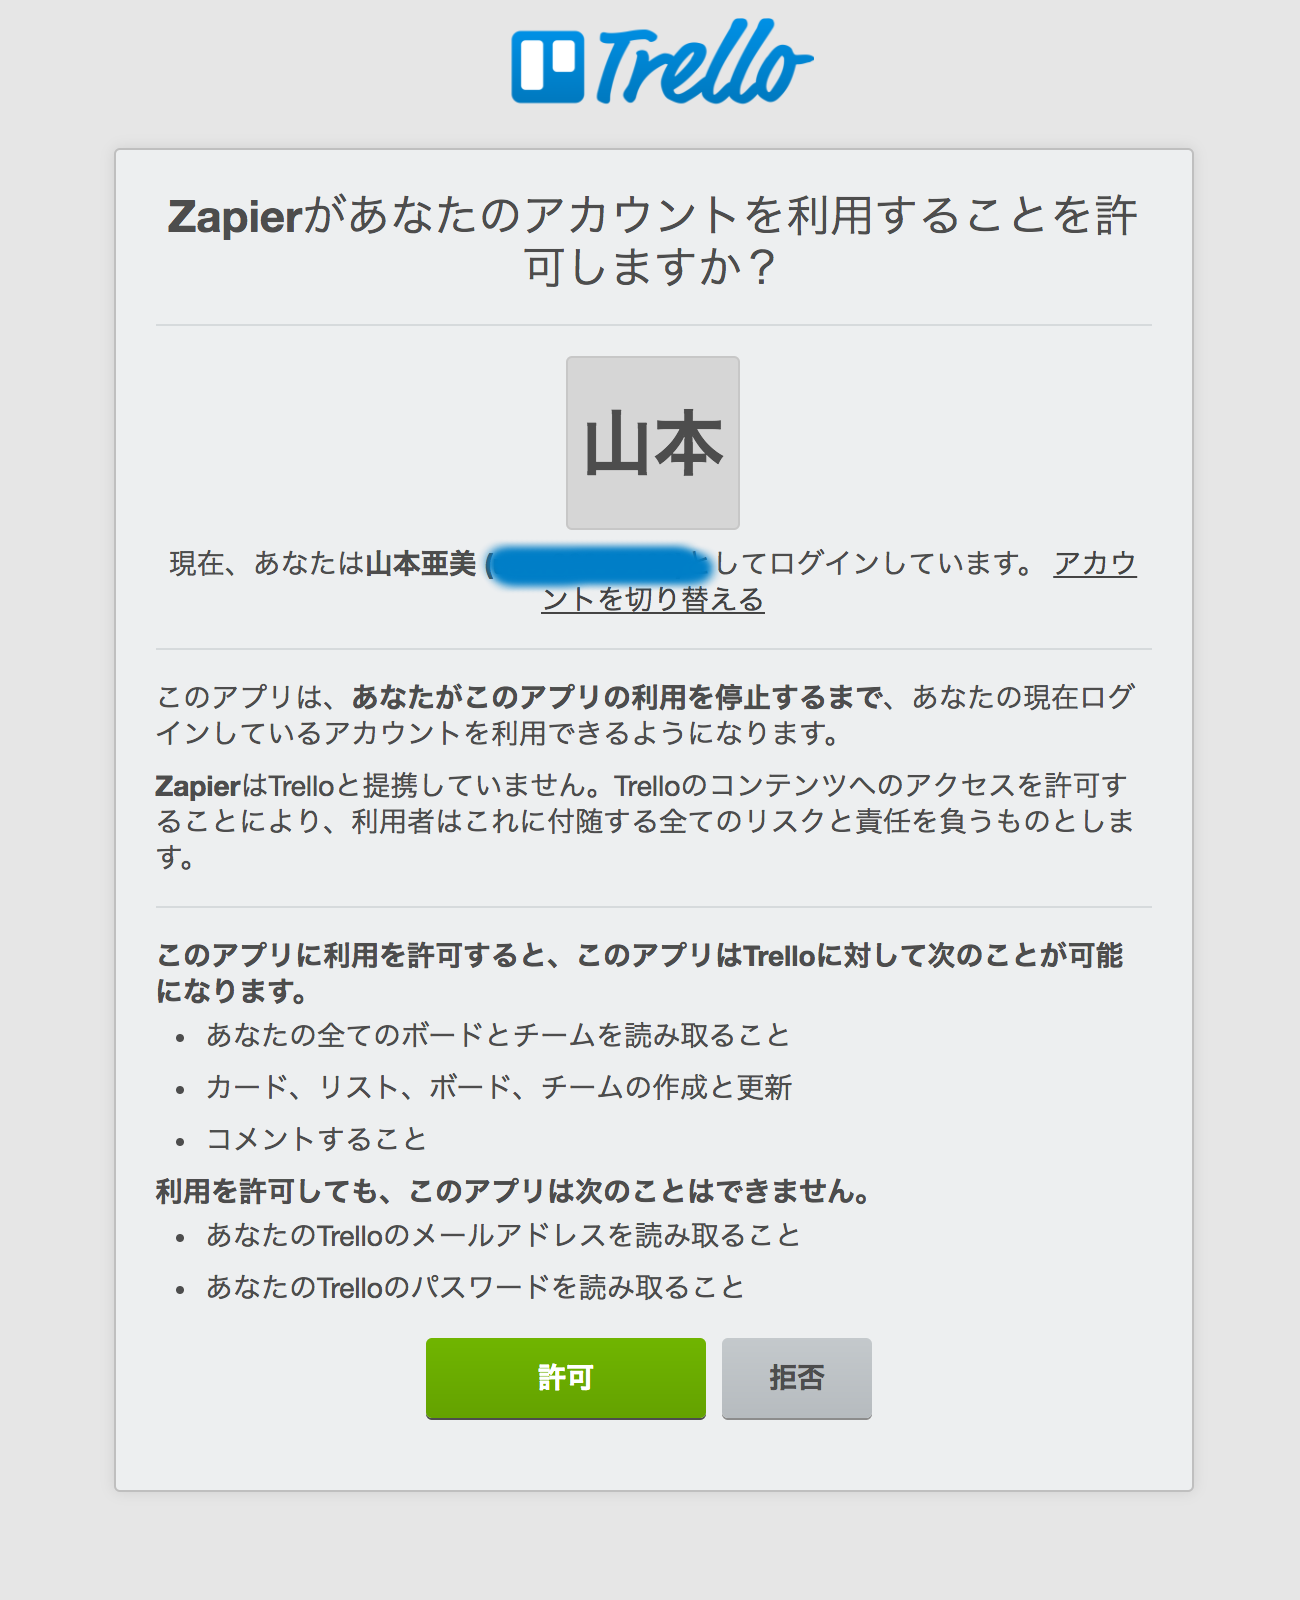 Trello
Zapierがあなたのアカウントを利用することを許
可しますか？
山本
現在、あなたは山本亜美 (としてログインしています。 アカウ
ントを切り替える
このアプリは、あなたがこのアプリの利用を停止するまで、あなたの現在ログ
インしているアカウントを利用できるようになります。
ZapierはTrelloと提携していません。Trelloのコンテンツへのアクセスを許可す
ることにより、利用者はこれに付随する全てのリスクと責任を負うものとしま
す。
このアプリに利用を許可すると、このアプリはTrelloに対して次のことが可能
になります。
• あなたの全てのボードとチームを読み取ること
• カード、リスト、ボード、チームの作成と更新
• コメントすること
利用を許可しても、このアプリは次のことはできません。
• あなたのTrelloのメールアドレスを読み取ること
• あなたのTrelloのパスワードを読み取ること
許可 拒否